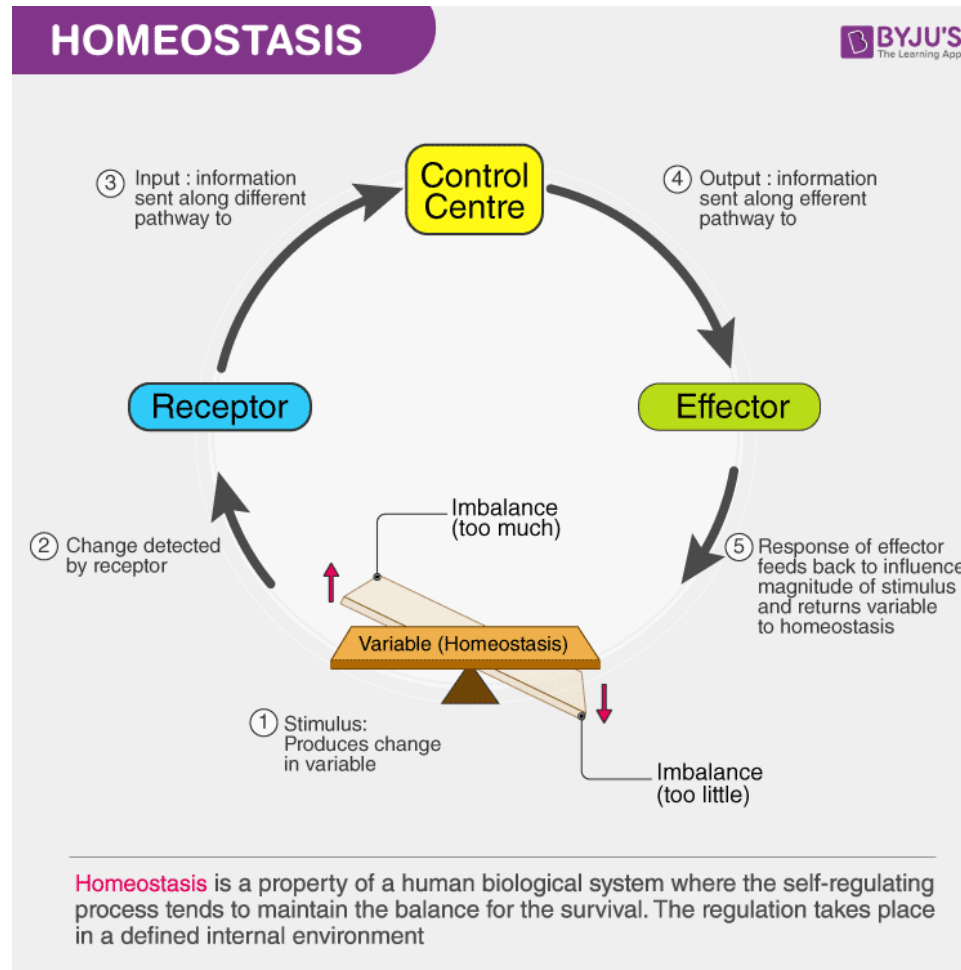 HOMEOSTASIS
BYJU'S
The Learning App
3 Input : information
sent along different
pathway to
Control
Centre
4 Output : information
sent along efferent
pathway to
Receptor
Effector
Imbalance
(too much)
2 Change detected
by receptor
5 Response of effector
feeds back to influence
magnitude of stimulus
and returns variable
to homeostasis
Variable (Homeostasis)
1 Stimulus:
Produces change
in variable
Imbalance
(too little)
Homeostasis is a property of a human biological system where the self-regulating
process tends to maintain the balance for the survival. The regulation takes place
in a defined internal environment